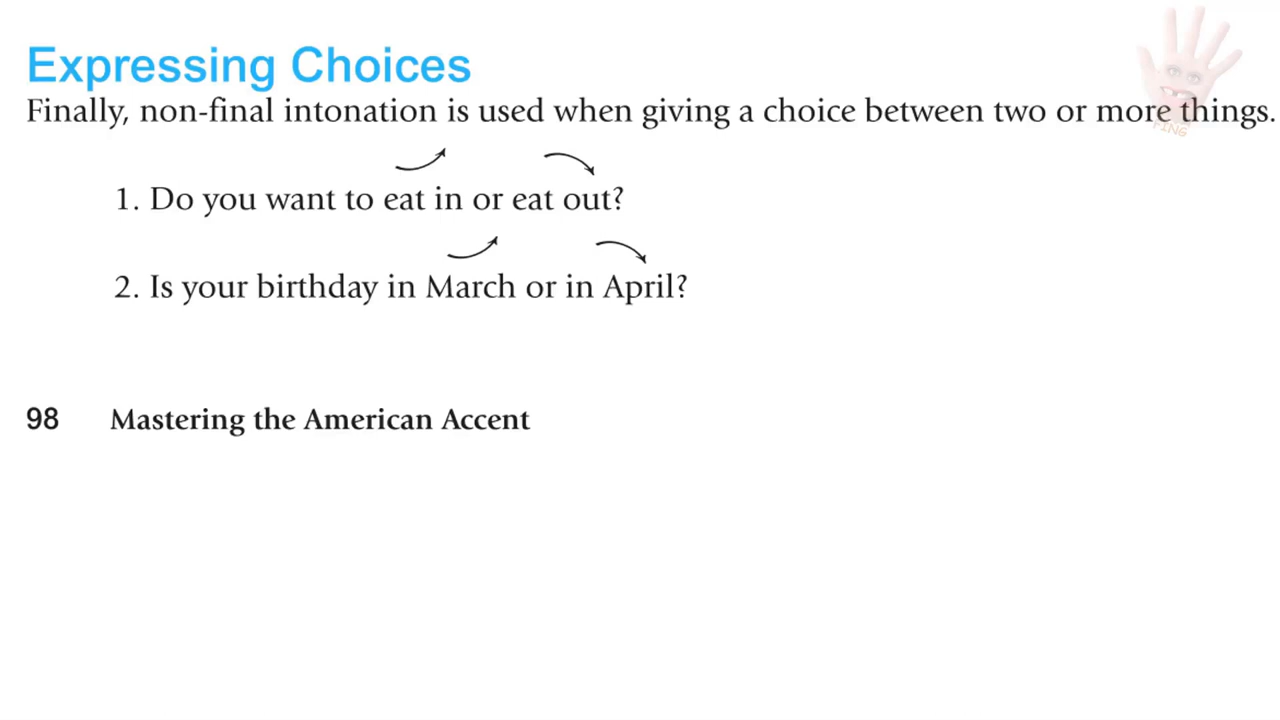 Expressing Choices
Finally, non-final intonation is used when giving a choice between two or more things.
FING
1. Do you want to eat in or eat out?
2. Is your birthday in March or in April?
98 Mastering the American Accent